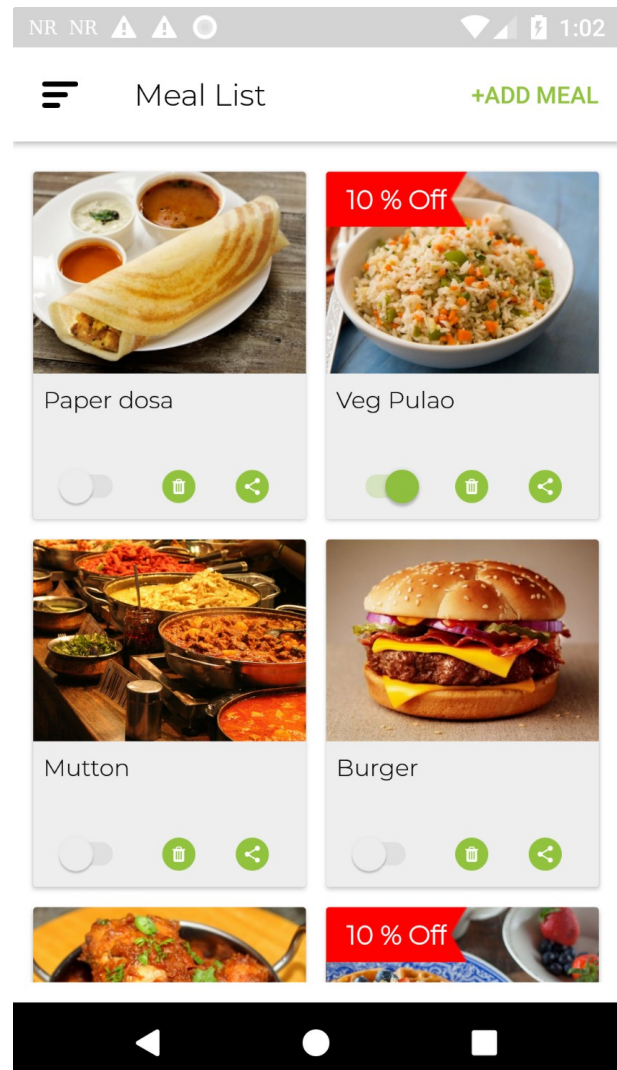 NR NR 1:02
Meal List +ADD MEAL
10 % Off
Paper dosa Veg Pulao
Mutton Burger
10 % Off